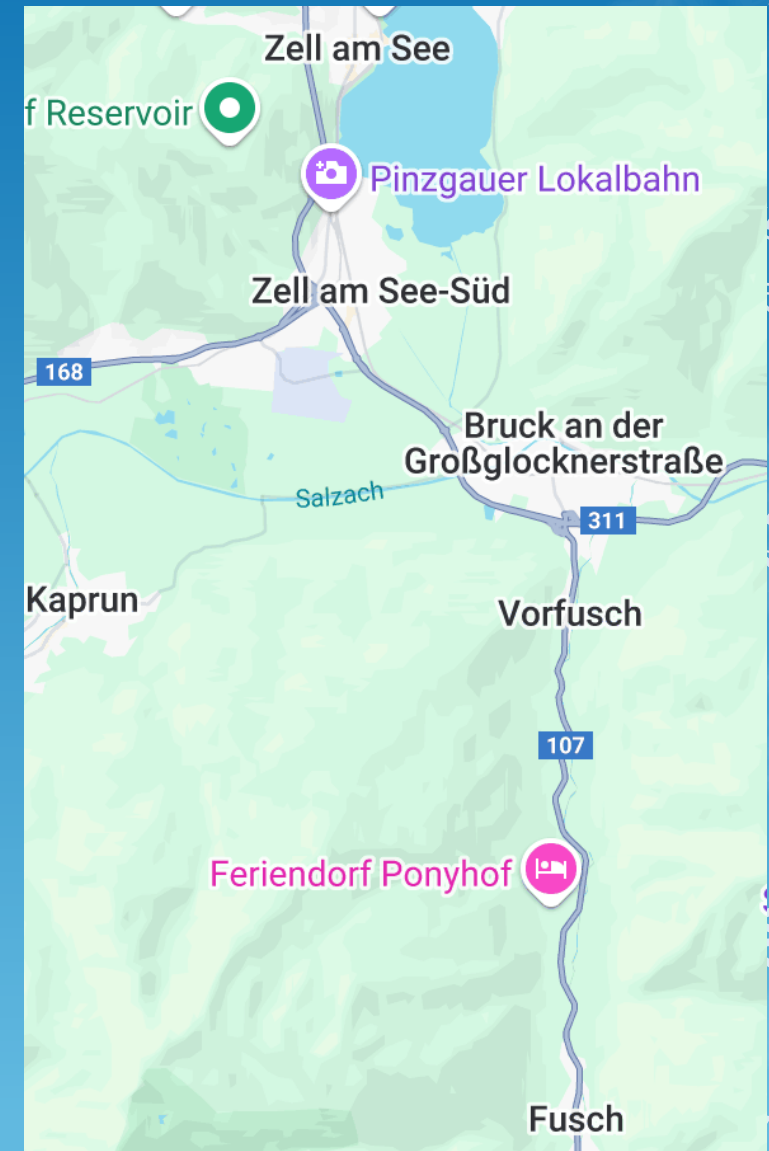 Zell am See
f Reservoir
Pinzgauer Lokalbahn
Zell am See-Süd
168
Bruck an der
Großglocknerstraße
Salzach
311
Kaprun
Vorfusch
107
Feriendorf Ponyhof
Fusch